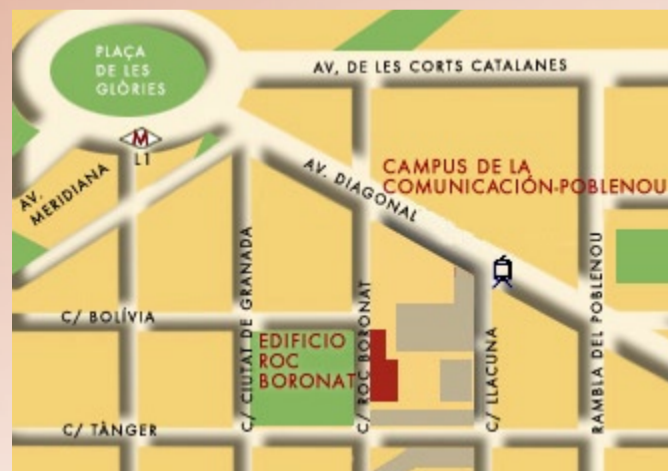 PLAÇA
DE LES
GLÒRIES
AV, DE LES CORTS CATALANES
M
L1
AV.
MERIDIANA
AV. DIAGONAL
CAMPUS DE LA
COMUNICACIÓN-POBLENOU
C/ BOLÍVIA
C/ CIUTAT DE GRANADA
EDIFICIO
ROC
BORONAT
C/ ROC BORONAT
C/ LLACUNA
RAMBLA DEL POBLENOU
C/ TÀNGER